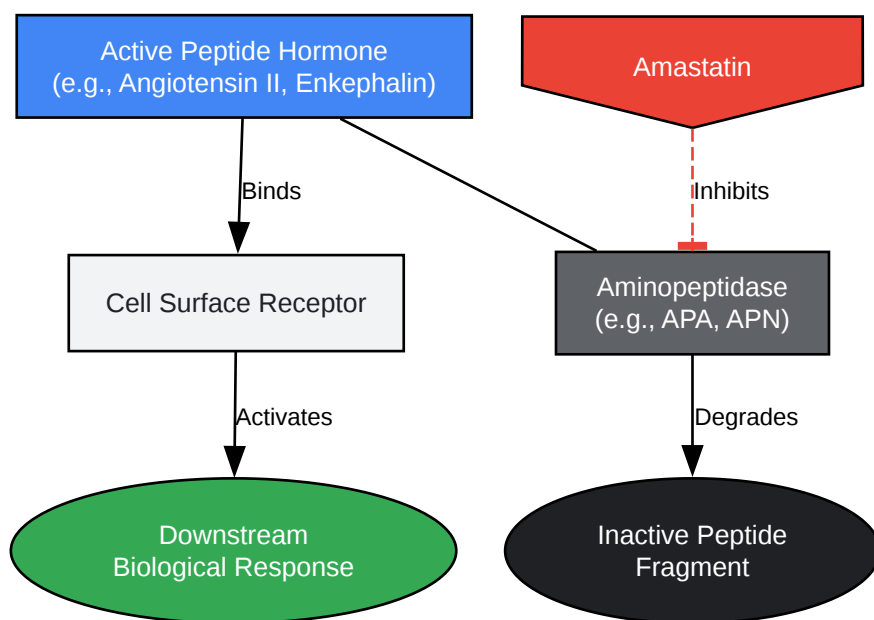 Active Peptide Hormone
(e.g., Angiotensin II, Enkephalin)
Amastatin
Binds
Inhibits
Cell Surface Receptor
Aminopeptidase
(e.g., APA, APN)
Activates
Degrades
Downstream
Biological Response
Inactive Peptide
Fragment